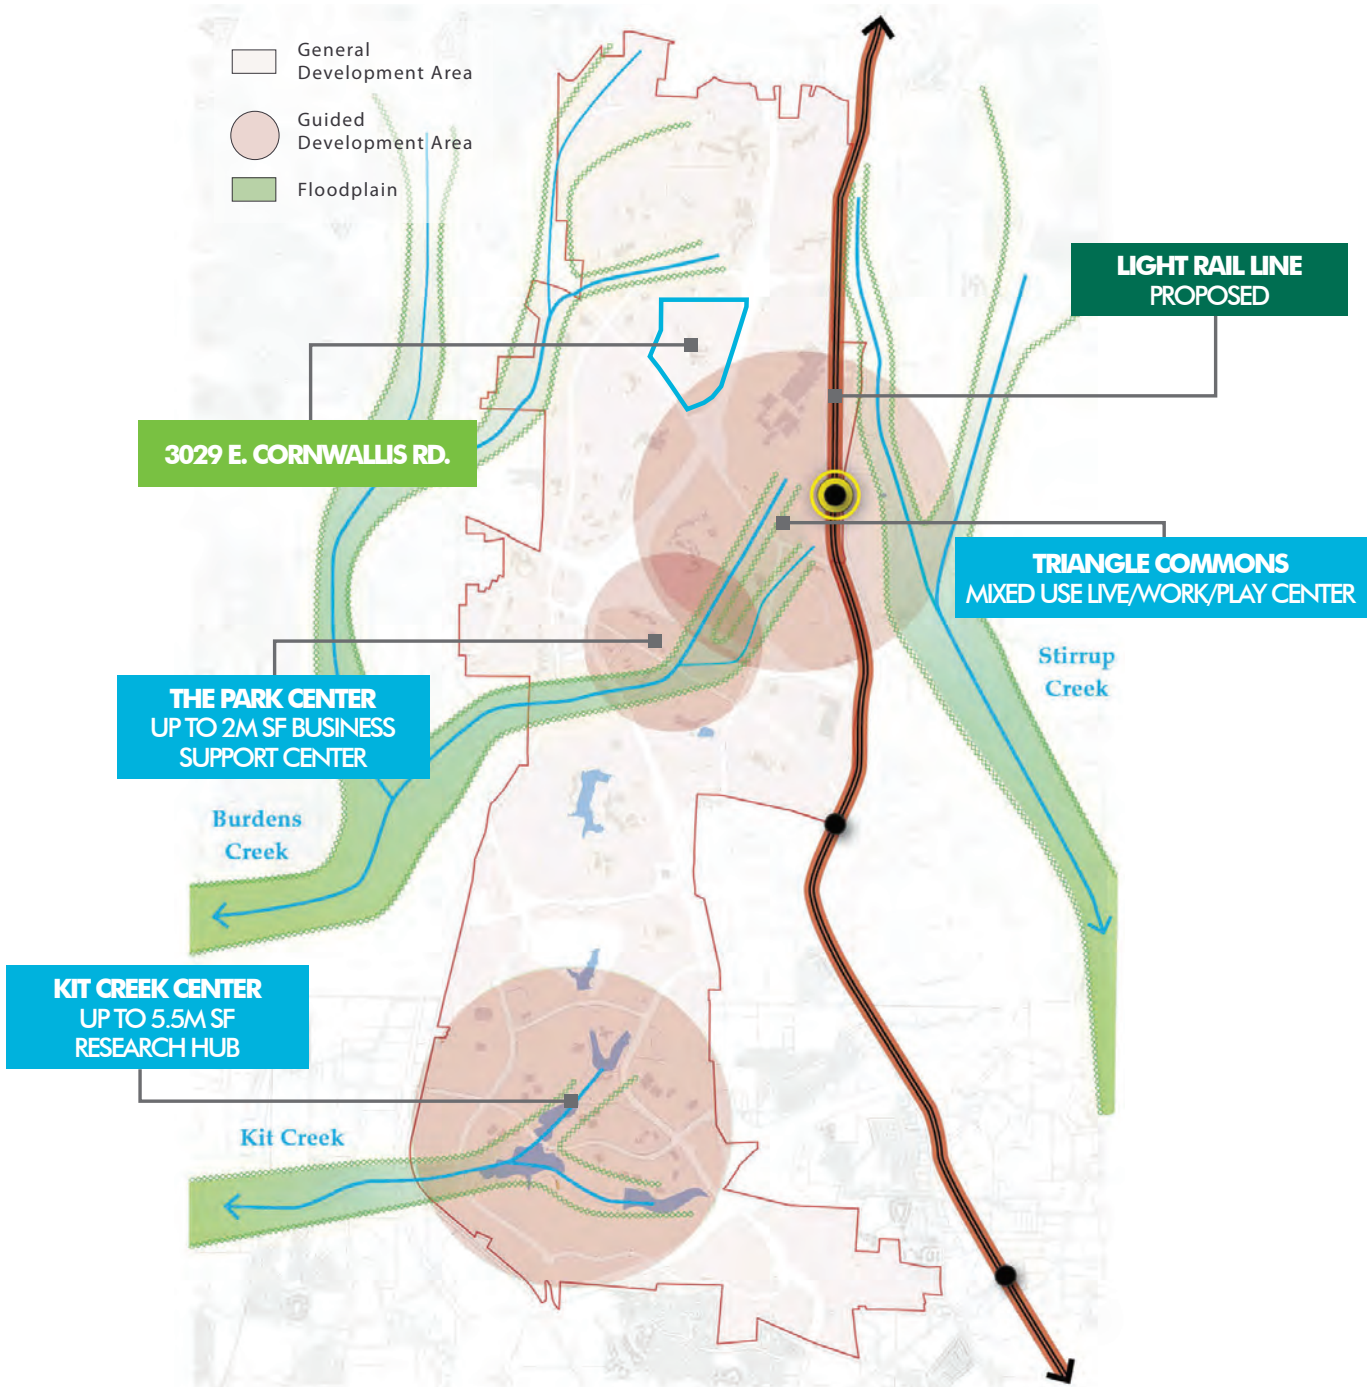 General
Development Area
Guided
Development Area
Floodplain
LIGHT RAIL LINE
PROPOSED
3029 E. CORNWALLIS RD.
TRIANGLE COMMONS
MIXED USE LIVE/WORK/PLAY CENTER
Stirrup
Creek
THE PARK CENTER
UP TO 2M SF BUSINESS
SUPPORT CENTER
Burdens
Creek
KIT CREEK CENTER
UP TO 5.5M SF
RESEARCH HUB
Kit Creek